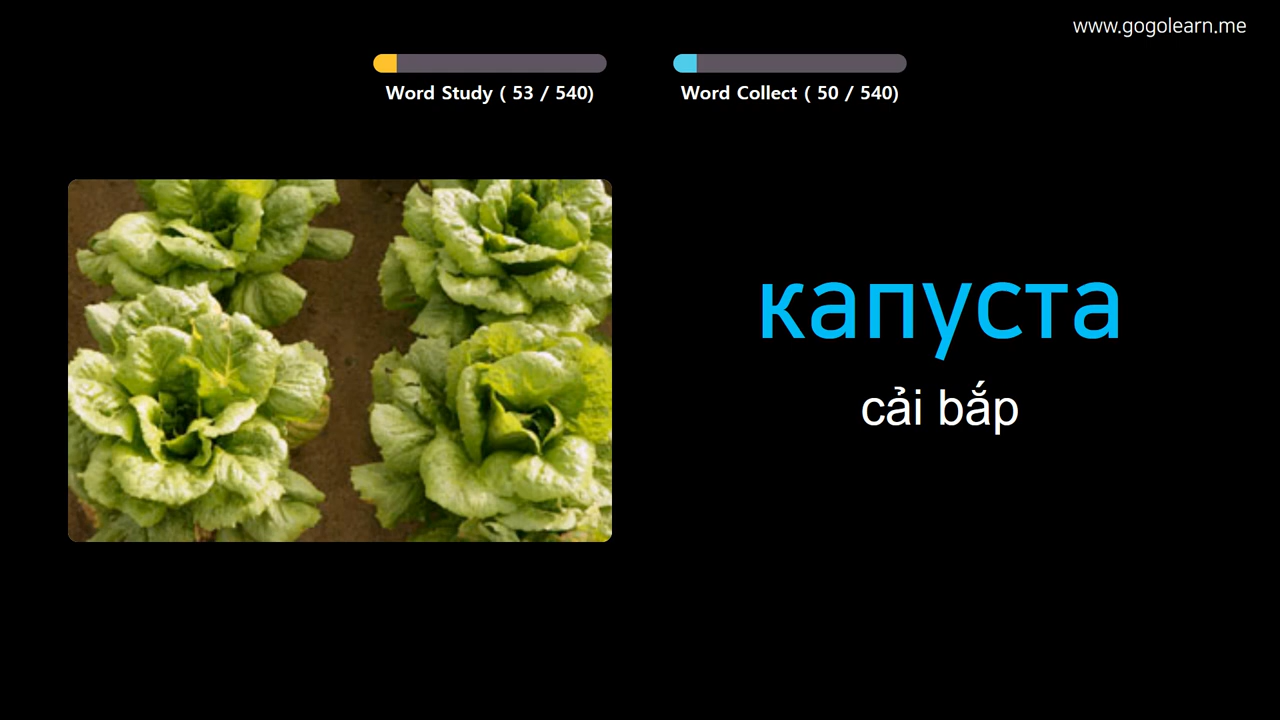 www.gogolearn.me
Word Study ( 53 / 540)
Word Collect ( 50 / 540)
капуста
cải bắp